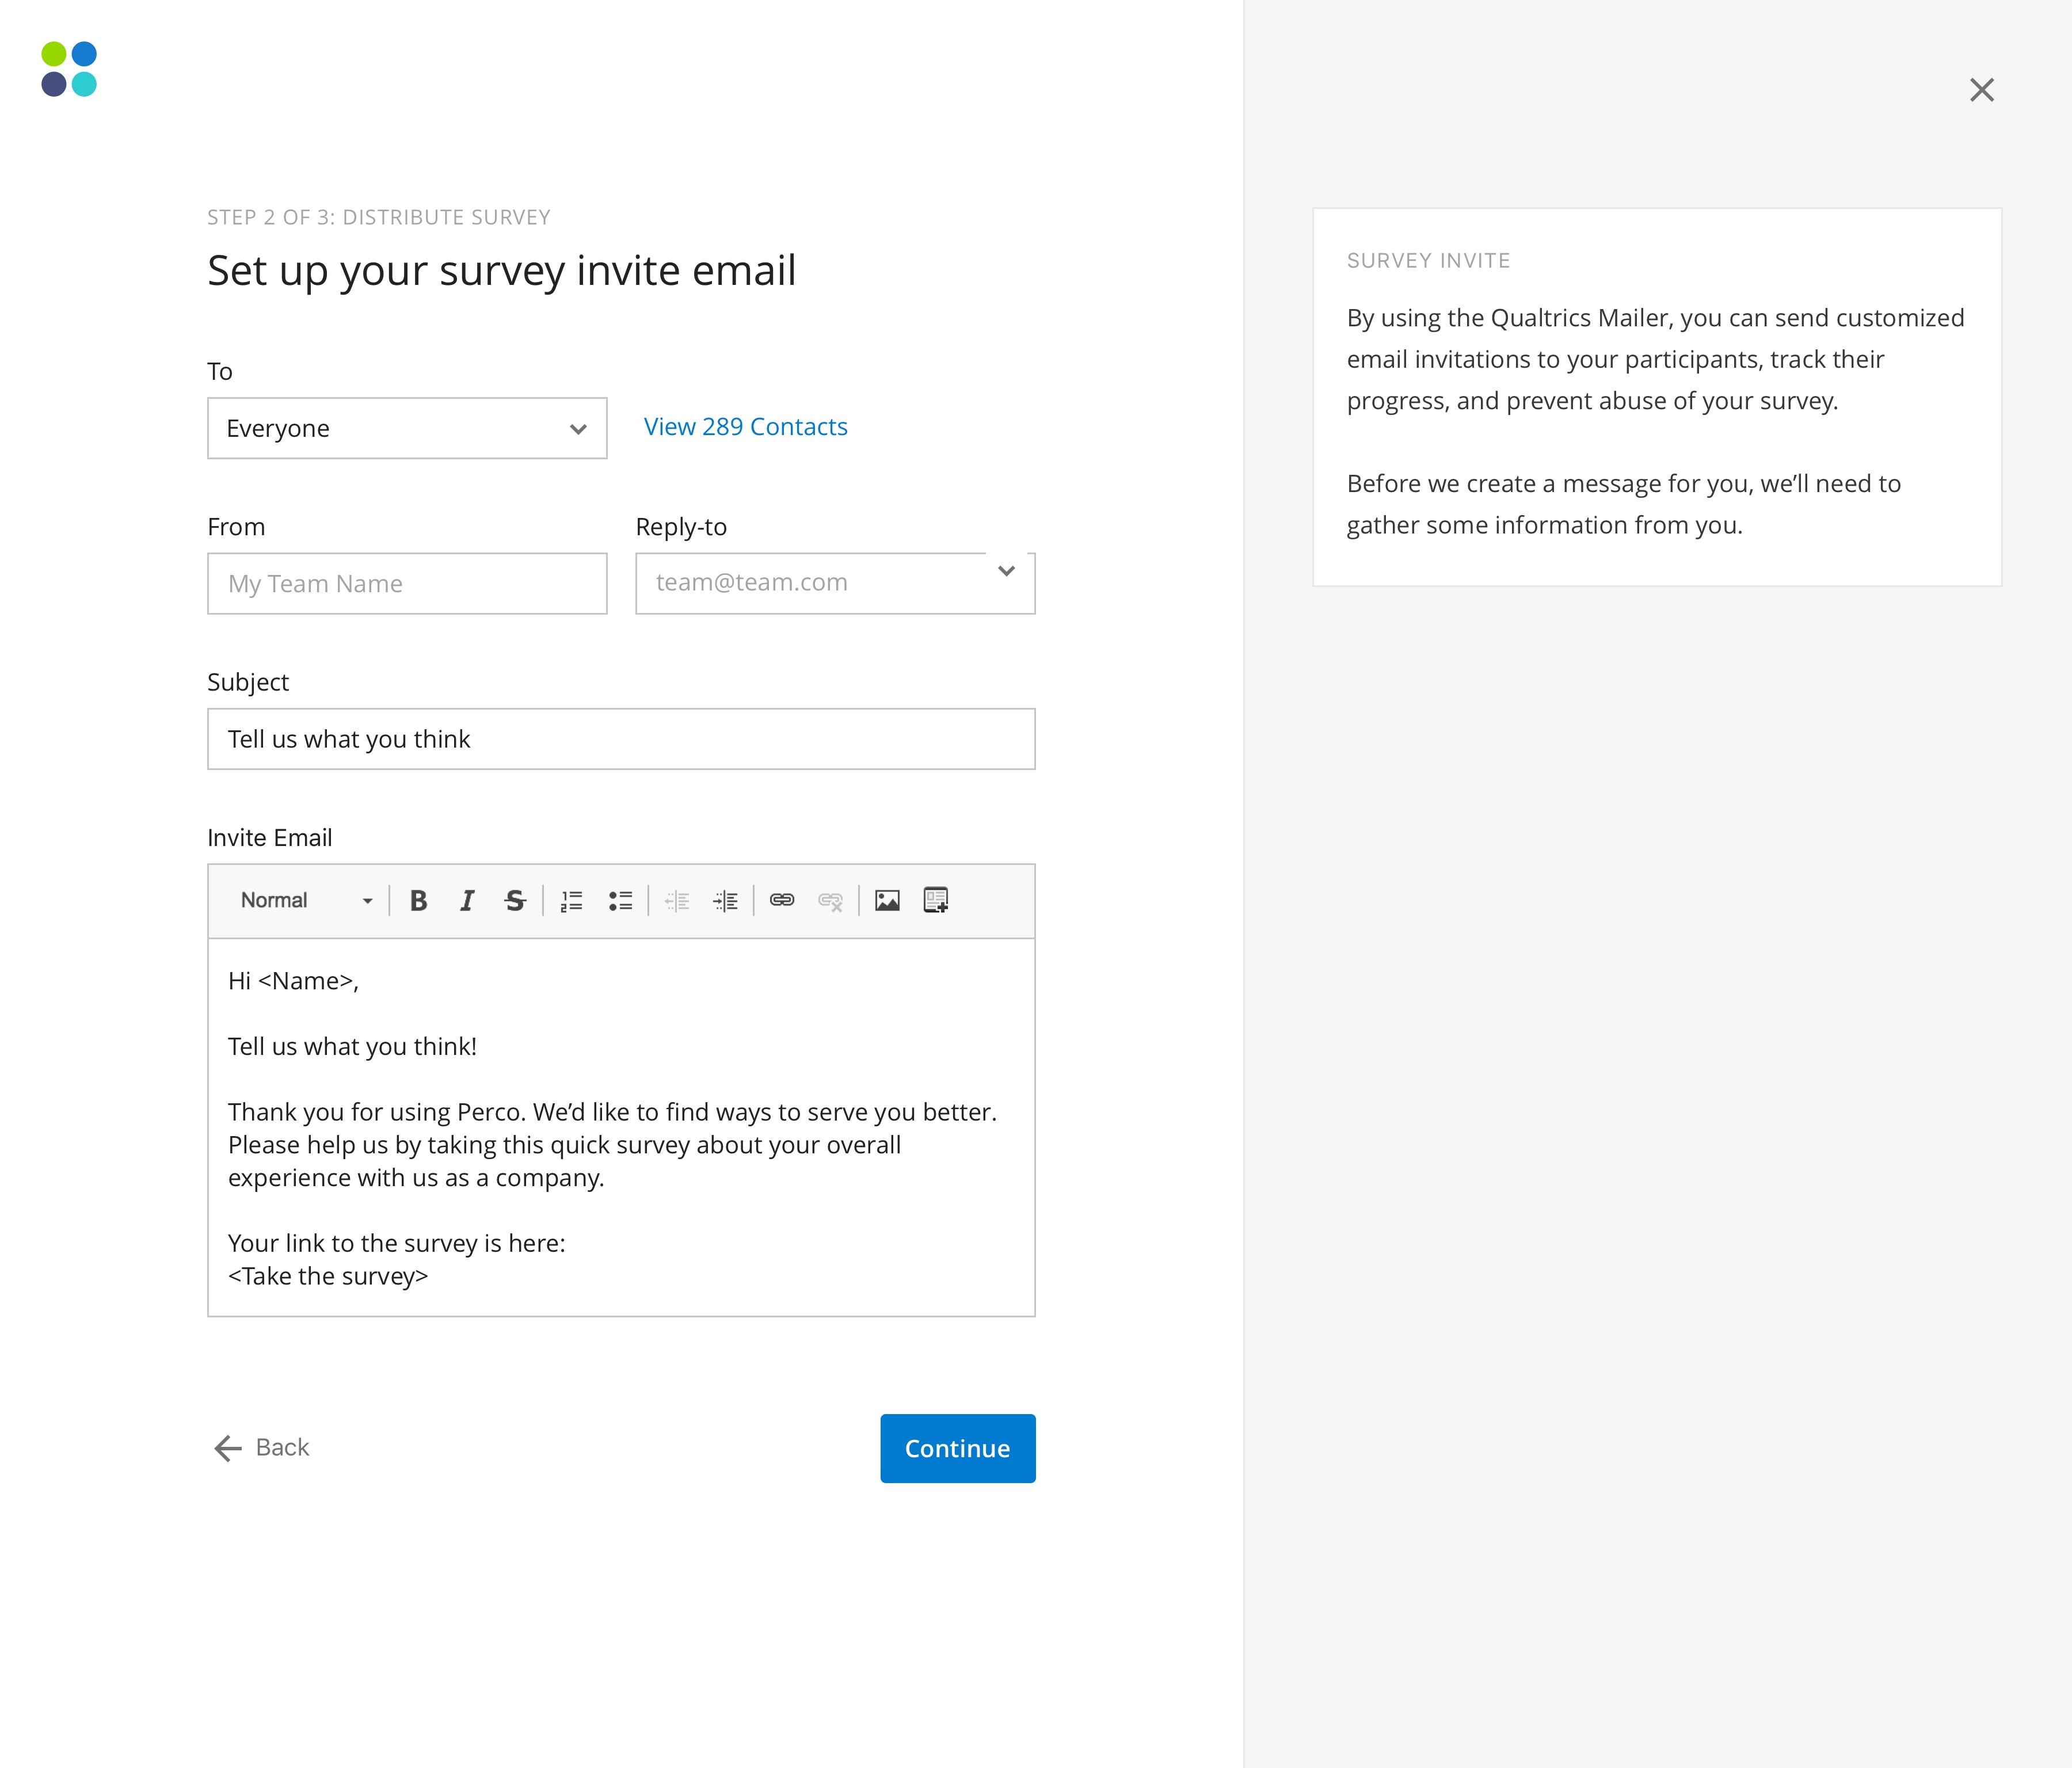 STEP 2 OF 3: DISTRIBUTE SURVEY
Set up your survey invite email
To
Everyone
View 289 Contacts
From
My Team Name
Reply-to
team@team.com
Subject
Tell us what you think
Invite Email
Normal
B I S
Hi <Name>,
Tell us what you think!
Thank you for using Perco. We’d like to find ways to serve you better.
Please help us by taking this quick survey about your overall
experience with us as a company.
Your link to the survey is here:
<Take the survey>
Back
Continue
SURVEY INVITE
By using the Qualtrics Mailer, you can send customized
email invitations to your participants, track their
progress, and prevent abuse of your survey.
Before we create a message for you, we’ll need to
gather some information from you.